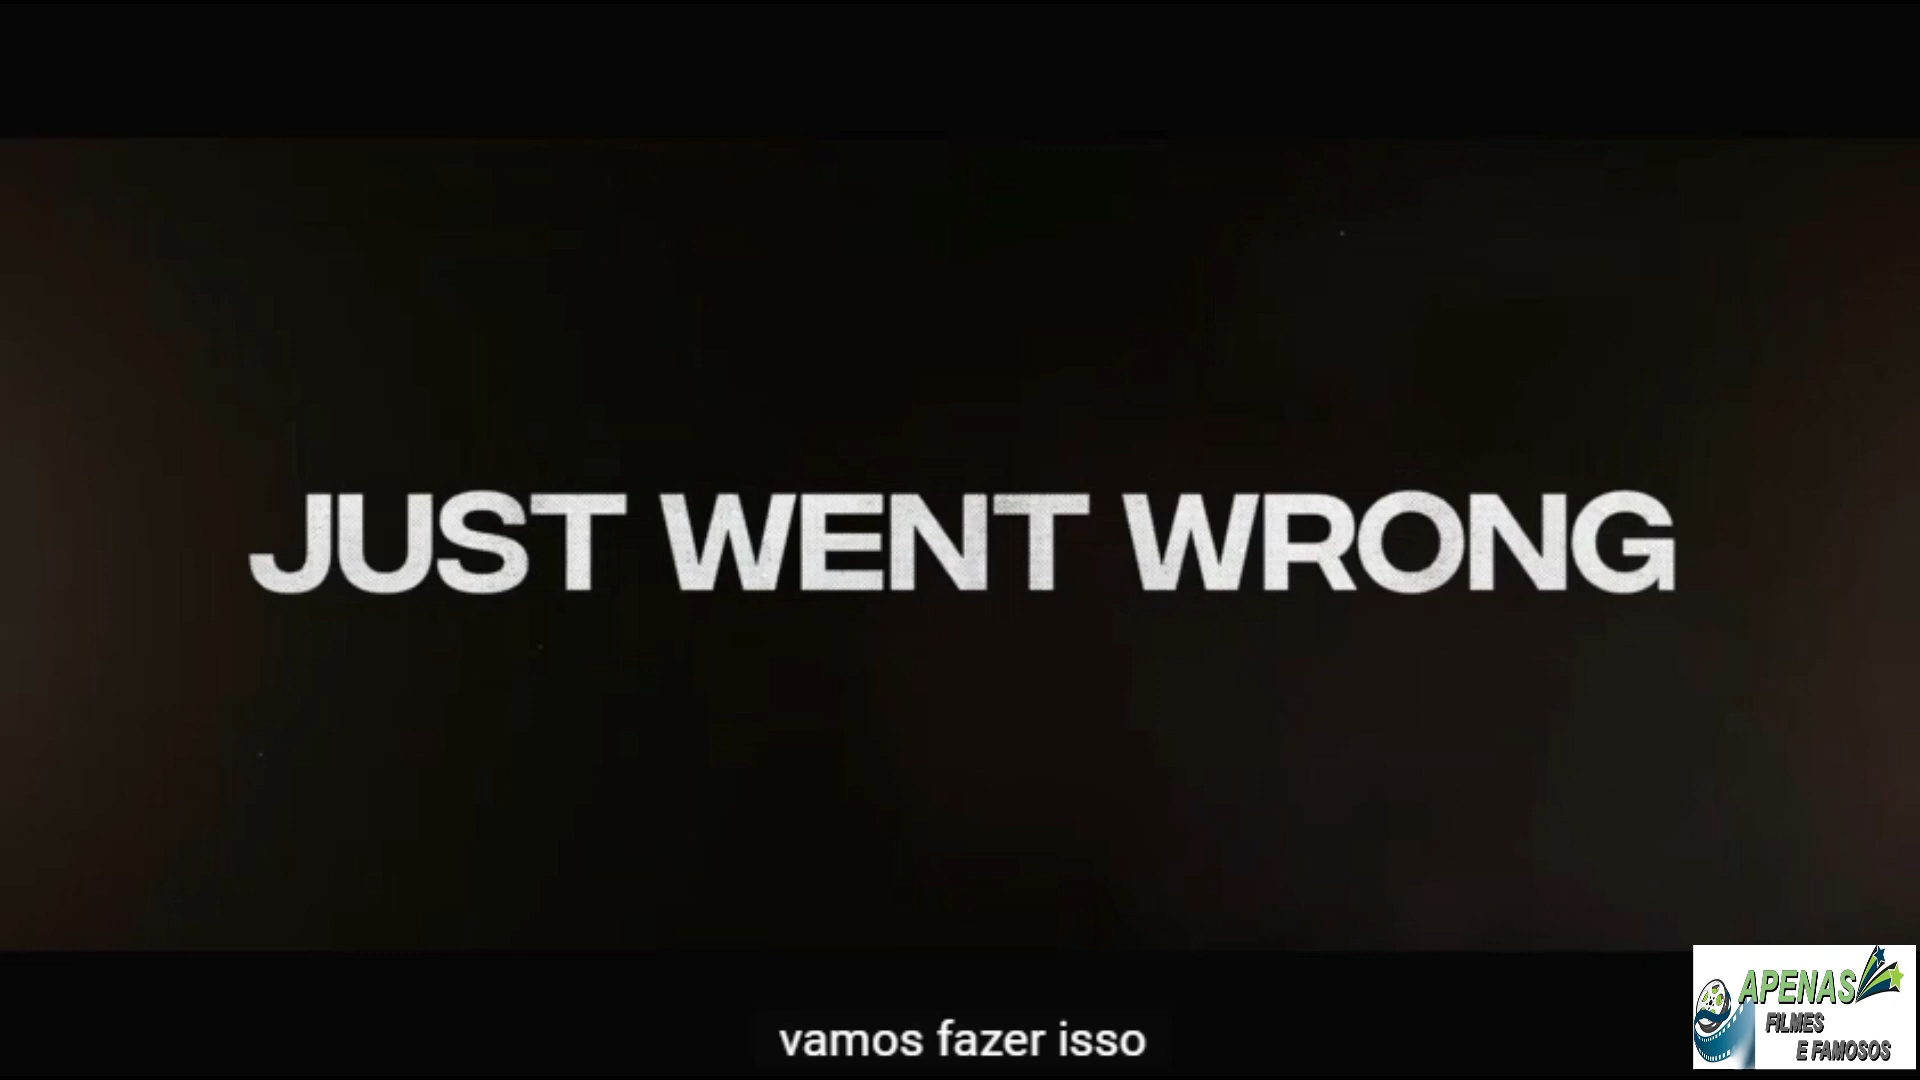 JUST WENT WRONG
vamos fazer isso
APENAS
FILMES
E FAMOSOS